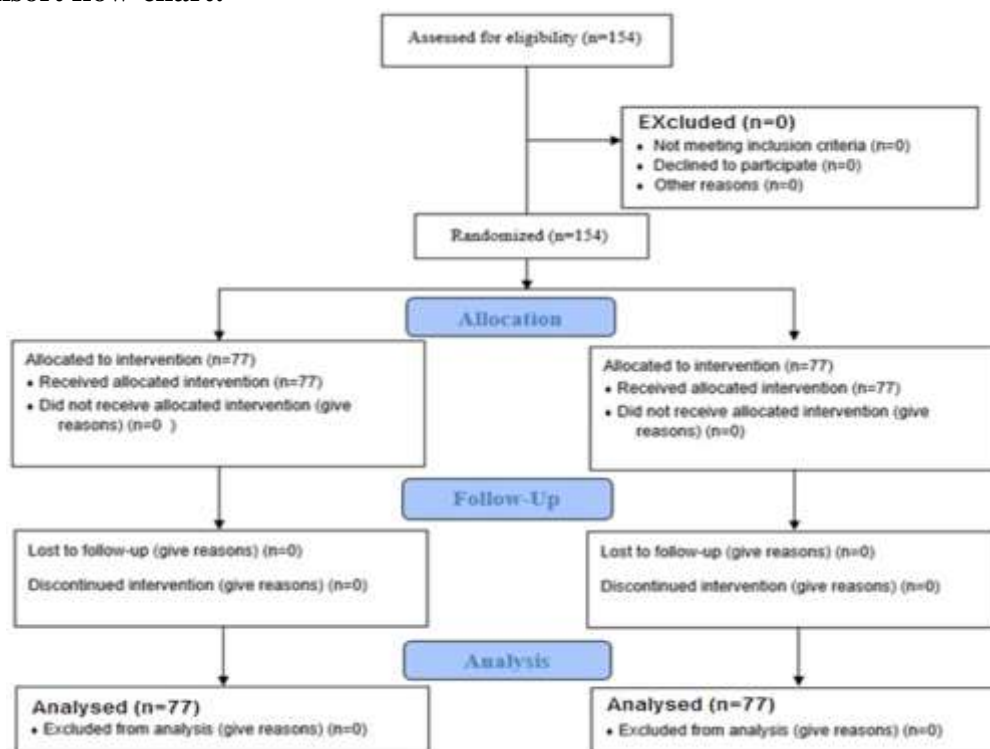 Assessed for eligibility (n=154)
EXcluded (n=0)
• Not meeting inclusion criteria (n=0)
• Declined to participate (n=0)
• Other reasons (n=0)
Randomized (n=154)
Allocation
Allocated to intervention (n=77)
• Received allocated intervention (n=77)
• Did not receive allocated intervention (give
reasons) (n=0 )
Allocated to intervention (n=77)
• Received allocated intervention (n=77)
• Did not receive allocated intervention (give
reasons) (n=0)
Follow-Up
Lost to follow-up (give reasons) (n=0)
Discontinued intervention (give reasons) (n=0)
Lost to follow-up (give reasons) (n=0)
Discontinued intervention (give reasons) (n=0)
Analysis
Analysed (n=77)
• Excluded from analysis (give reasons) (n=0)
Analysed (n=77)
• Excluded from analysis (give reasons) (n=0)